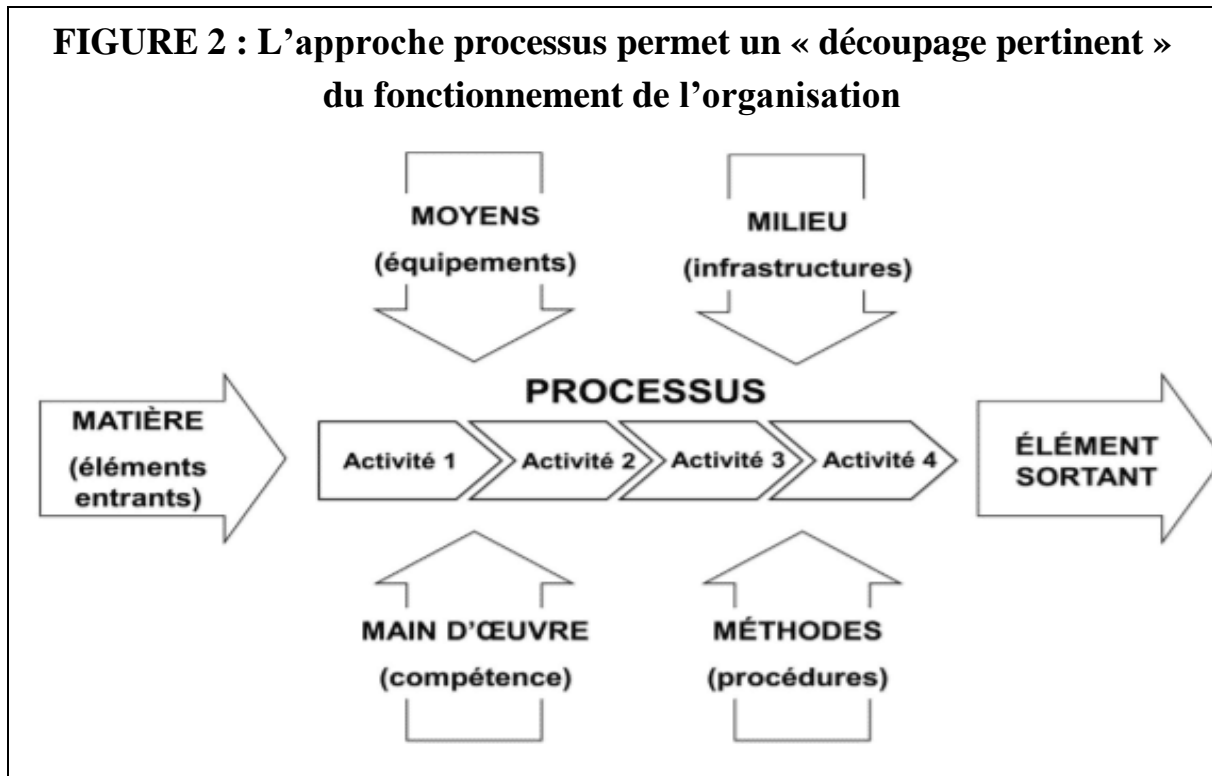 FIGURE 2 : L’approche processus permet un « découpage pertinent »
du fonctionnement de l’organisation
MOYENS
(équipements)
MILIEU
(infrastructures)
PROCESSUS
MATIÈRE
(éléments
entrants)
Activité 1
Activité 2
Activité 3
Activité 4
ÉLÉMENT
SORTANT
MAIN D’ŒUVRE
(compétence)
MÉTHODES
(procédures)